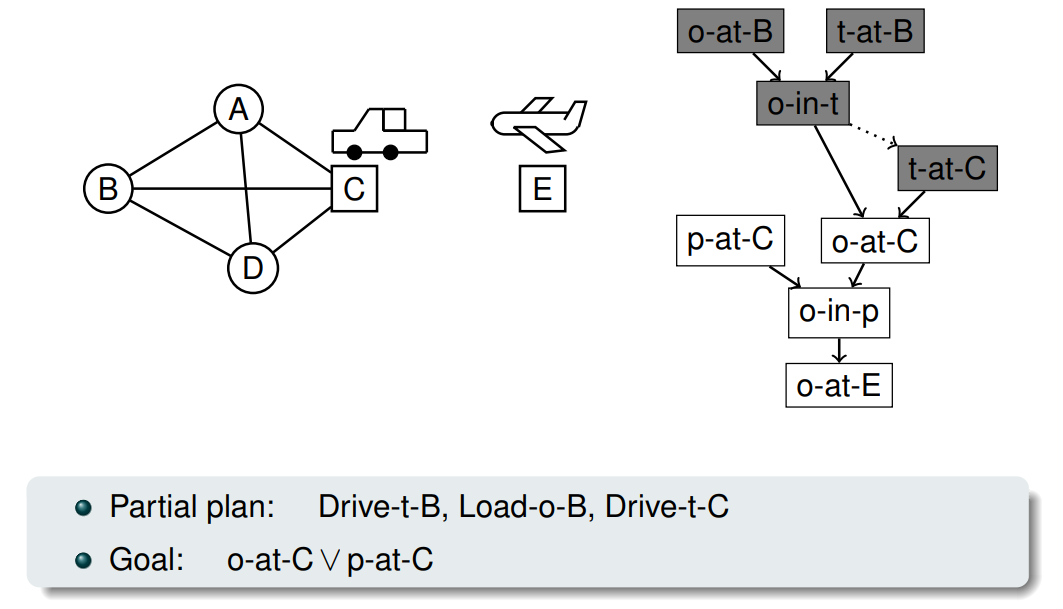 o-at-B
t-at-B
o-in-t
t-at-C
p-at-C
o-at-C
o-in-p
o-at-E
A
B
C
D
E
Partial plan: Drive-t-B, Load-o-B, Drive-t-C
Goal: o-at-C ∨ p-at-C